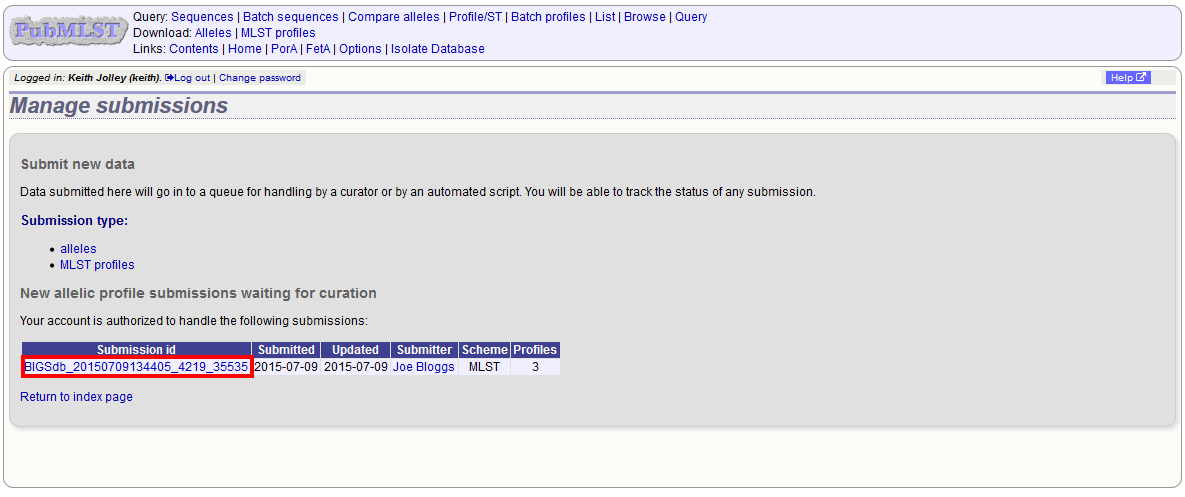 PubMLST
Query: Sequences | Batch sequences | Compare alleles | Profile/ST | Batch profiles | List | Browse | Query
Download: Alleles | MLST profiles
Links: Contents | Home | PorA | FetA | Options | Isolate Database
Logged in: Keith Jolley (keith). Log out | Change password
Help
Manage submissions
Submit new data
Data submitted here will go in to a queue for handling by a curator or by an automated script. You will be able to track the status of any submission.
Submission type:
• alleles
• MLST profiles
New allelic profile submissions waiting for curation
Your account is authorized to handle the following submissions:
Submission id Submitted Updated Submitter Scheme Profiles
BIGSdb_20150709134405_4219_35535 2015-07-09 2015-07-09 Joe Bloggs MLST 3
Return to index page